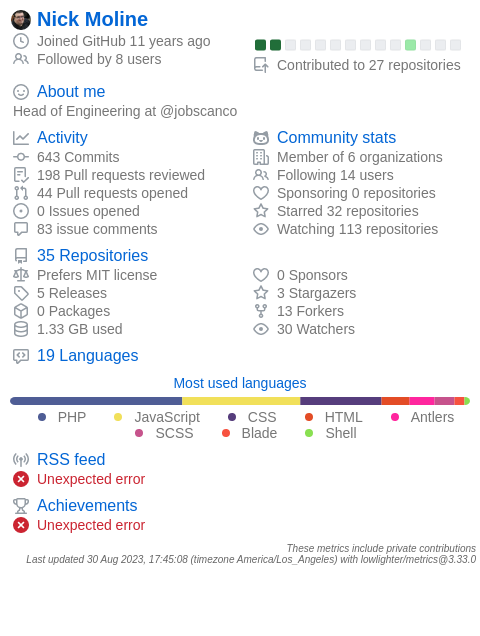 Nick Moline
Joined GitHub 11 years ago
Followed by 8 users
Contributed to 27 repositories
About me
Head of Engineering at @jobscanco
Activity
643 Commits
198 Pull requests reviewed
44 Pull requests opened
0 Issues opened
83 issue comments
Community stats
Member of 6 organizations
Following 14 users
Sponsoring 0 repositories
Starred 32 repositories
Watching 113 repositories
35 Repositories
Prefers MIT license
5 Releases
0 Packages
1.33 GB used
0 Sponsors
3 Stargazers
13 Forkers
30 Watchers
19 Languages
Most used languages
PHP JavaScript CSS HTML Antlers
SCSS Blade Shell
RSS feed
Unexpected error
Achievements
Unexpected error
These metrics include private contributions
Last updated 30 Aug 2023, 17:45:08 (timezone America/Los_Angeles) with lowlighter/metrics@3.33.0